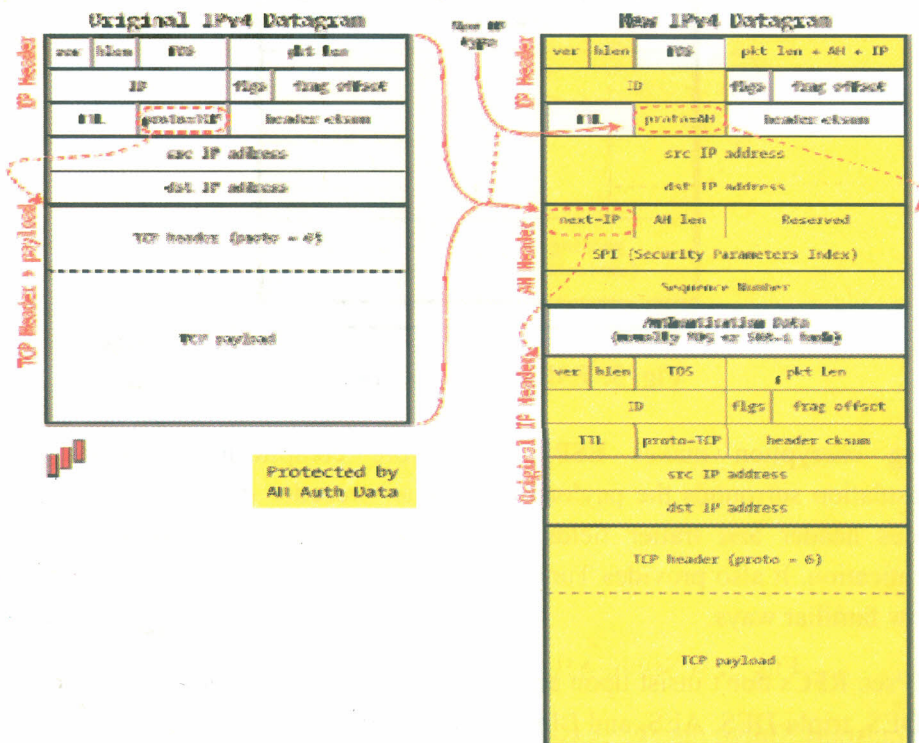 Original IPv4 Datagram
IP Header
ver hlen TOS pkt len
ID flgs frag offset
TTL proto=TCP header cksum
src IP address
dst IP address
TCP Header + payload
TCP header (proto = 6)
TCP payload
Protected by
AH Auth Data
New IPv4 Datagram
IP Header
ver hlen TOS pkt len + AH + IP
ID flgs frag offset
TTL proto=AH header cksum
src IP address
dst IP address
AH Header
next=IP AH len Reserved
SPI (Security Parameters Index)
Sequence Number
Authentication Data
(usually MD5 or SHA-1 hash)
Original IP Header
ver hlen TOS pkt len
ID flgs frag offset
TTL proto=TCP header cksum
src IP address
dst IP address
TCP header (proto = 6)
TCP payload